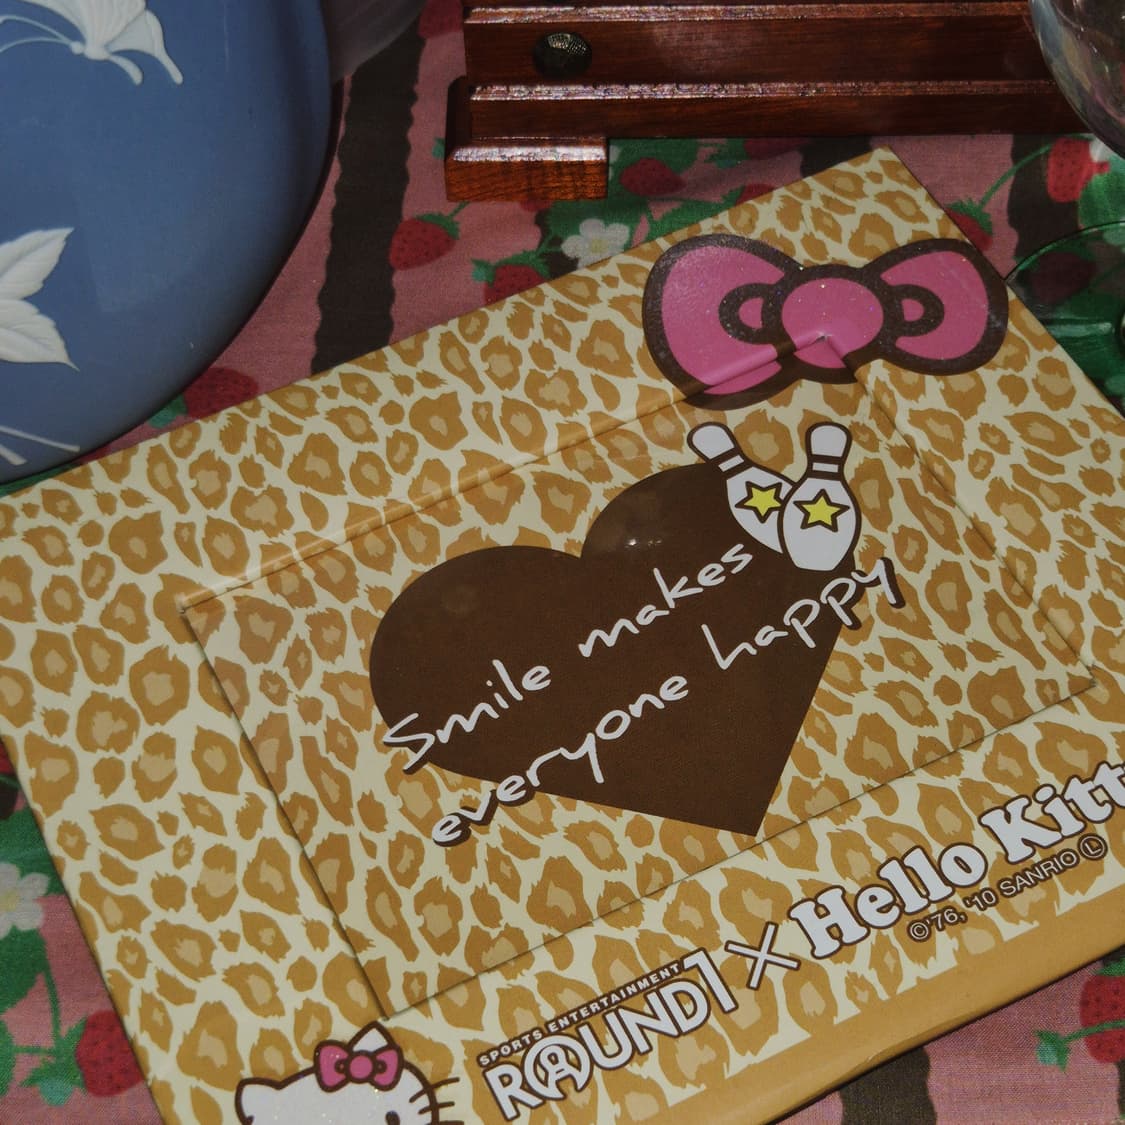 Smile makes
everyone happy
SPORTS ENTERTAINMENT
ROUND1 × Hello Kitt
©'76, '10 SANRIO Ⓛ